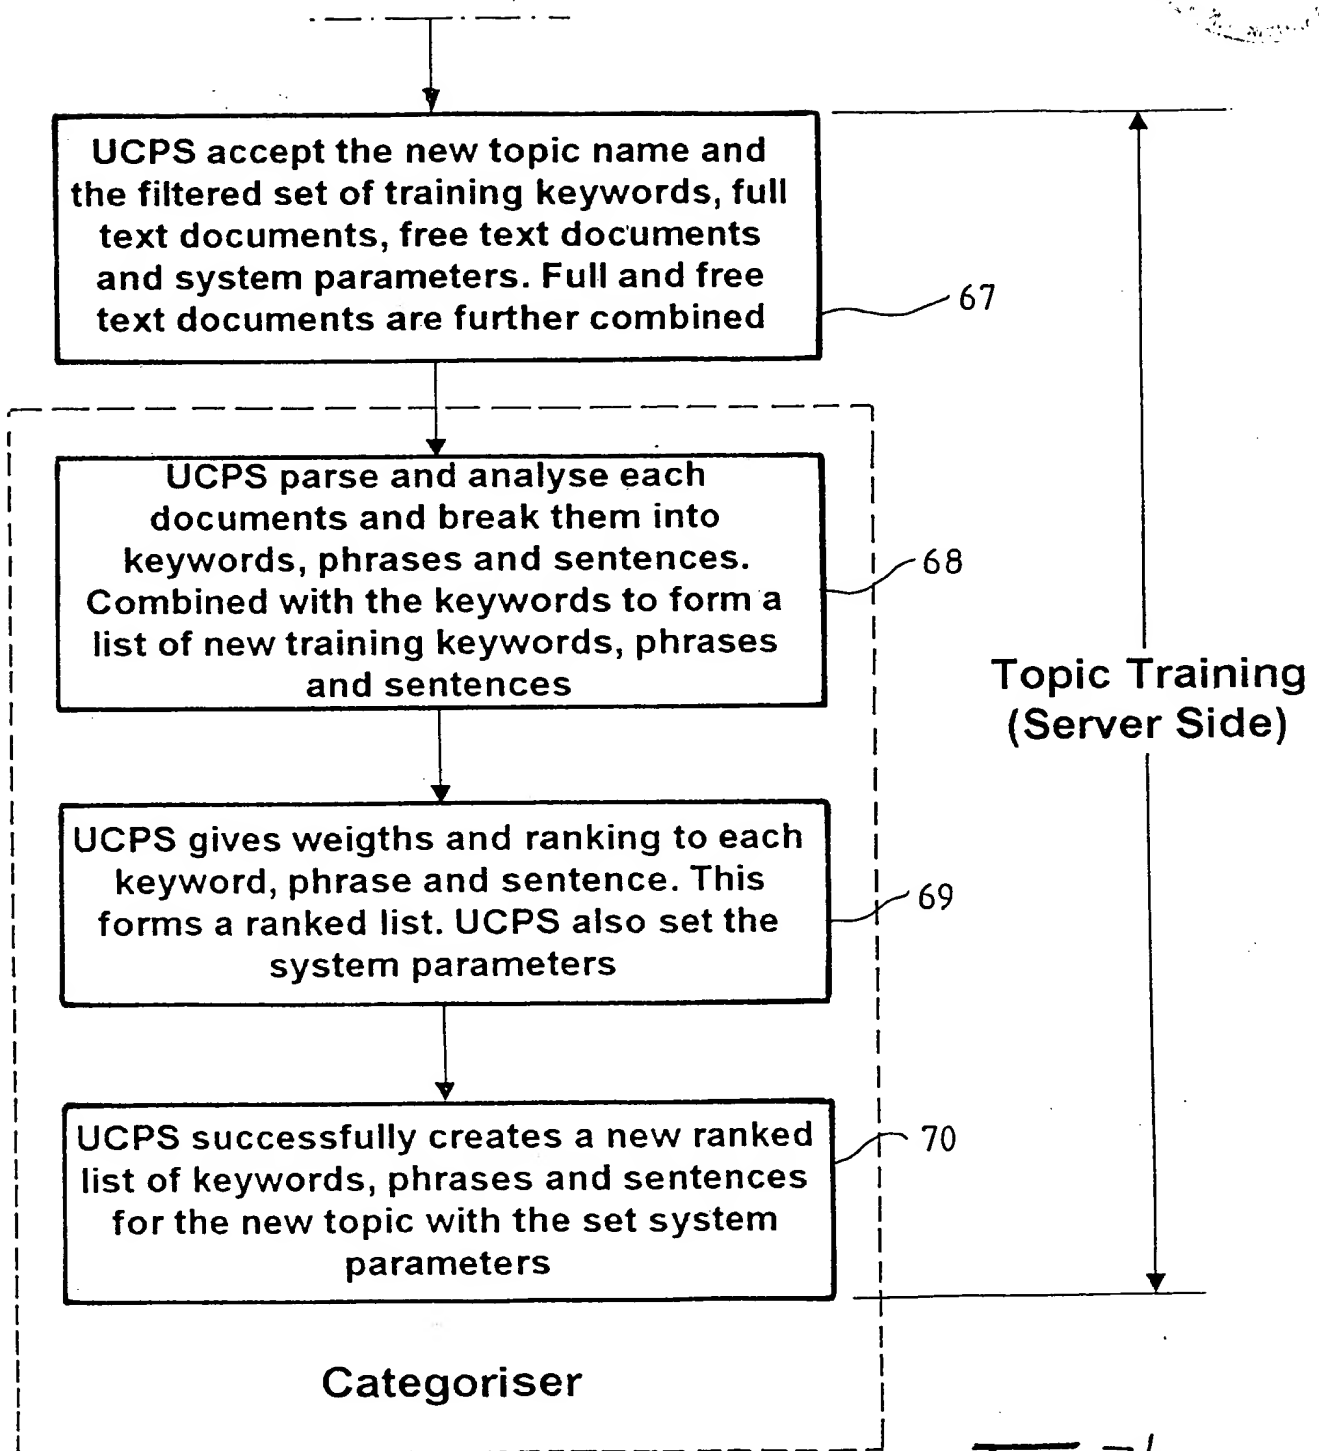 UCPS accept the new topic name and
the filtered set of training keywords, full
text documents, free text documents
and system parameters. Full and free
text documents are further combined
67
UCPS parse and analyse each
documents and break them into
keywords, phrases and sentences.
Combined with the keywords to form a
list of new training keywords, phrases
and sentences
68
Topic Training
(Server Side)
UCPS gives weigths and ranking to each
keyword, phrase and sentence. This
forms a ranked list. UCPS also set the
system parameters
69
UCPS successfully creates a new ranked
list of keywords, phrases and sentences
for the new topic with the set system
parameters
70
Categoriser